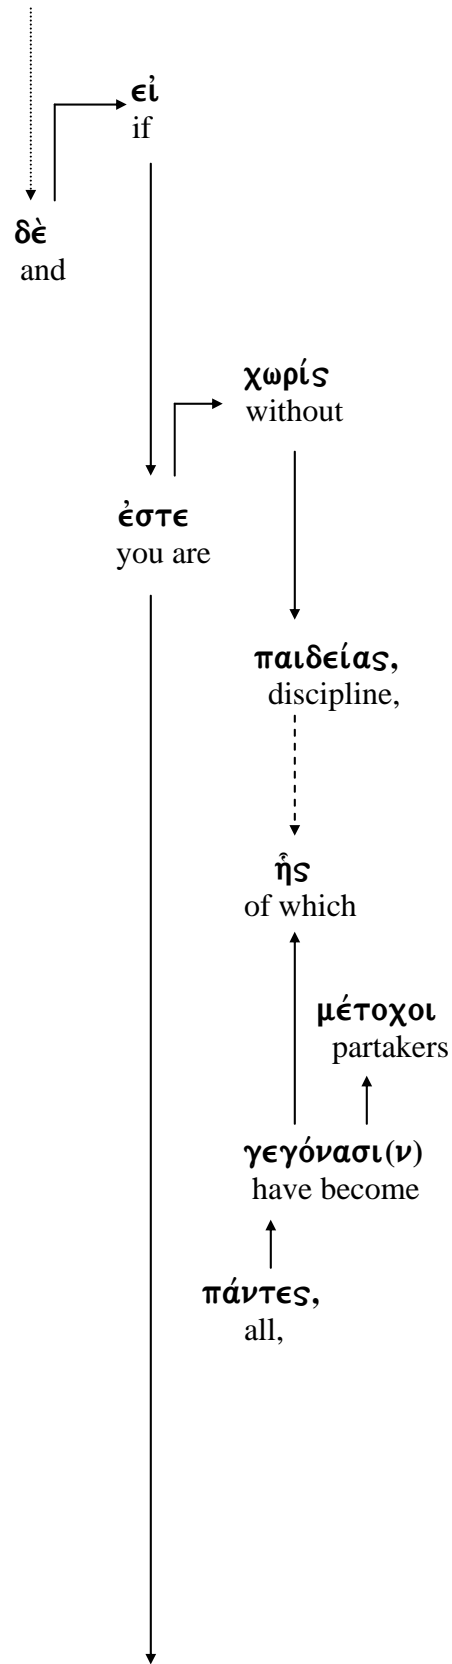 εἰ
if
δὲ
and
χωρίς
without
ἐστε
you are
παιδείας,
discipline,
ἧς
of which
μέτοχοι
partakers
γεγόνασι(ν)
have become
πάντες,
all,